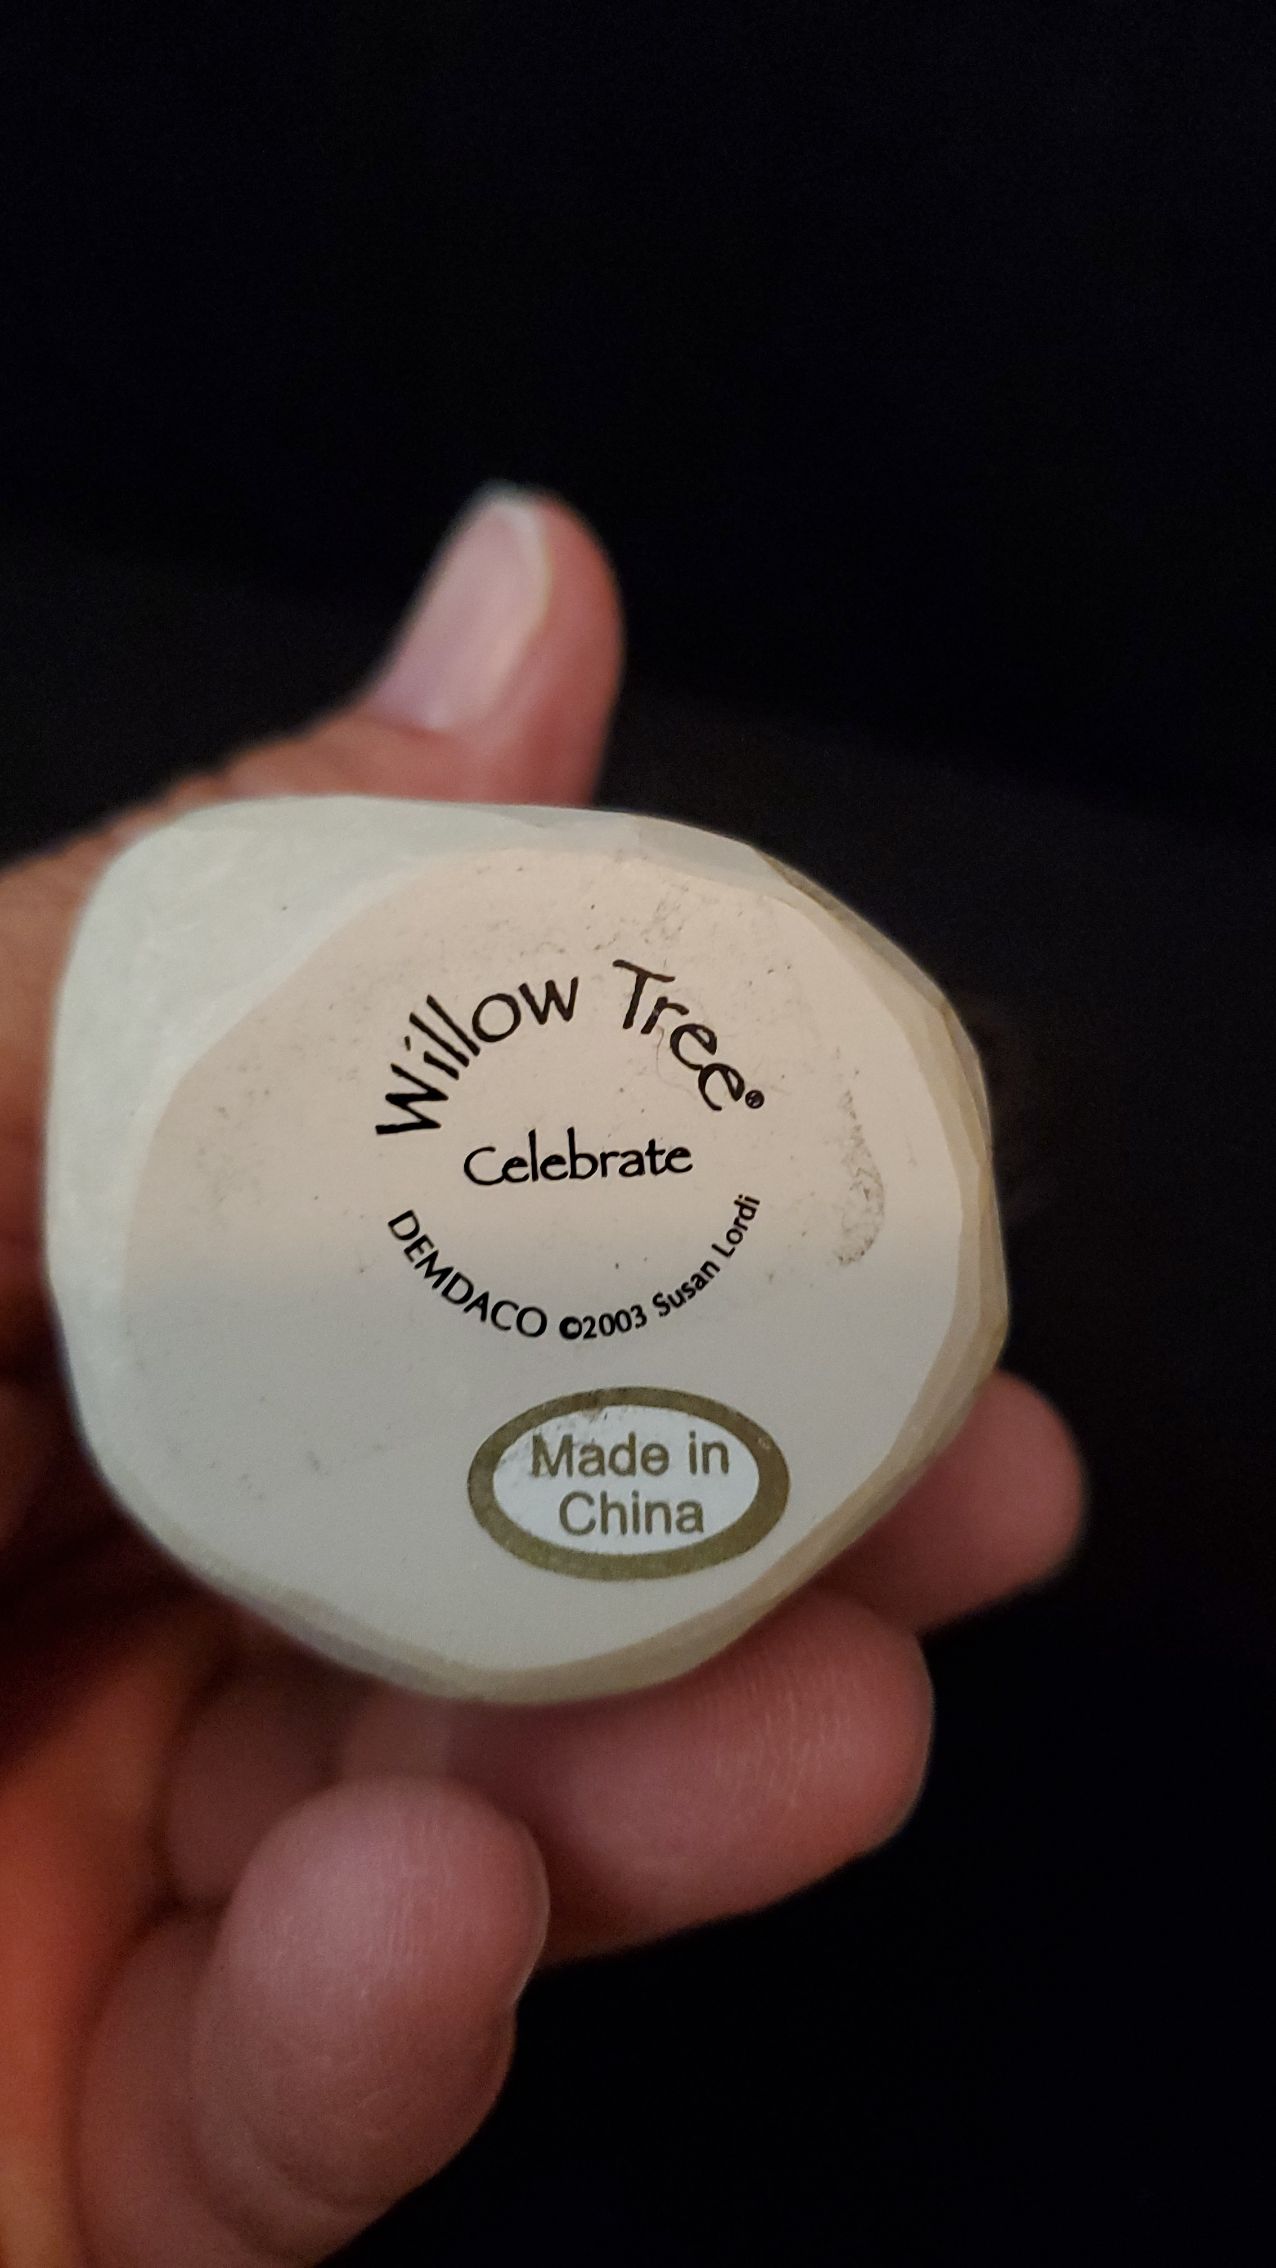 Willow Tree®
Celebrate
DEMDACO ©2003 Susan Lordi
Made in
China